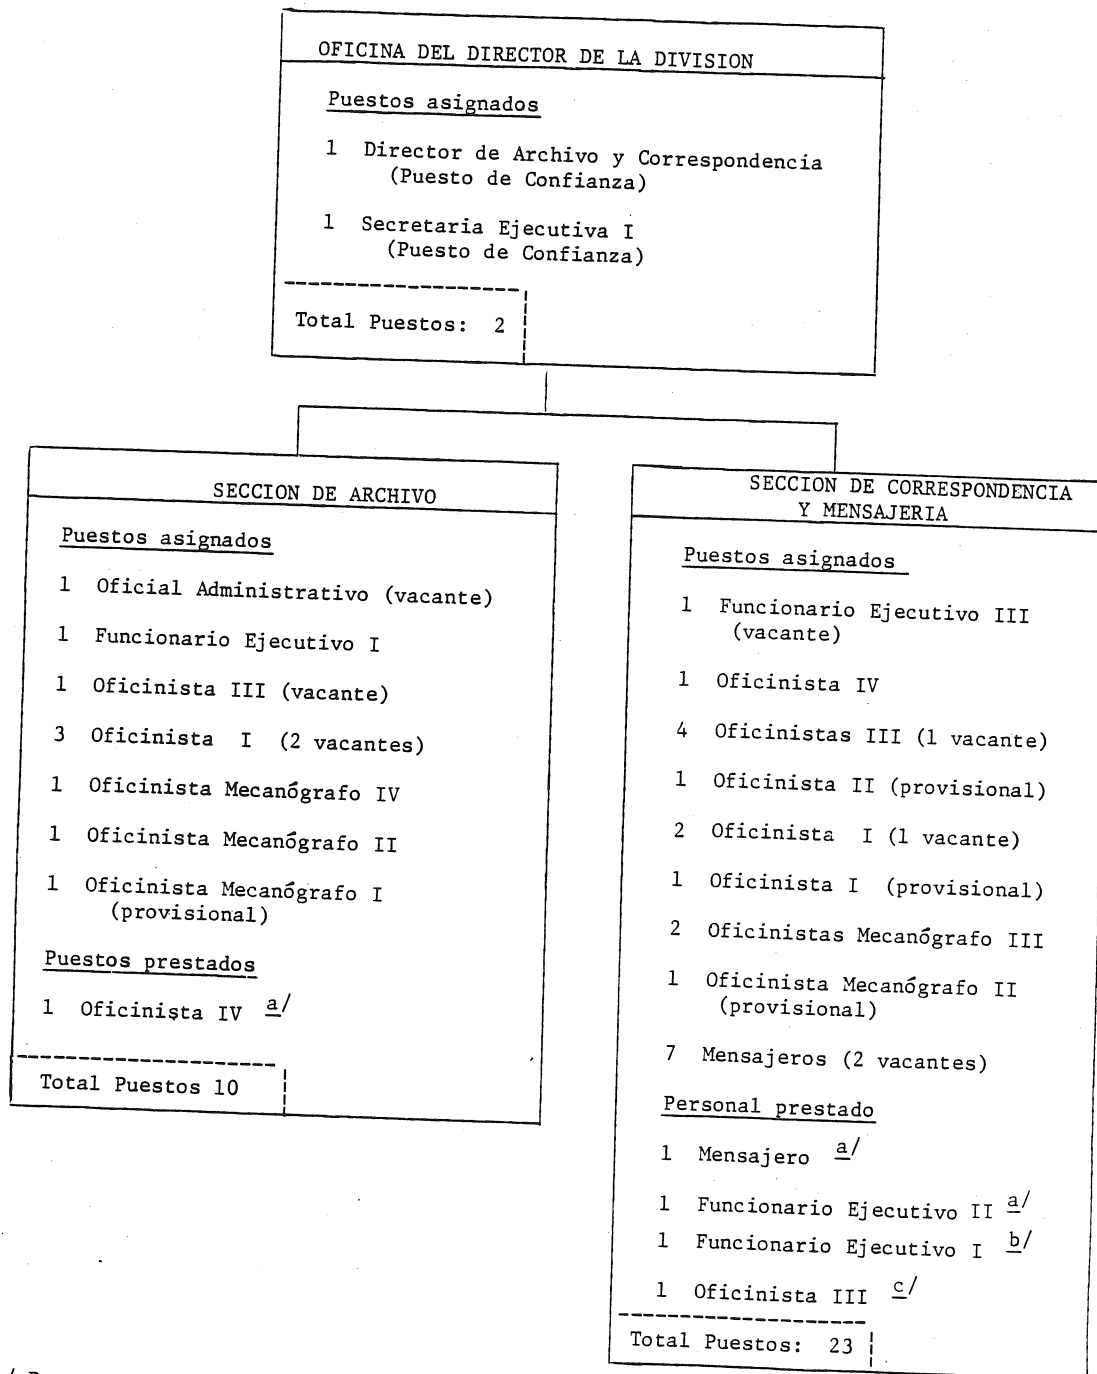 OFICINA DEL DIRECTOR DE LA DIVISION
Puestos asignados
1 Director de Archivo y Correspondencia
(Puesto de Confianza)
1 Secretaria Ejecutiva I
(Puesto de Confianza)
Total Puestos: 2
SECCION DE ARCHIVO
Puestos asignados
1 Oficial Administrativo (vacante)
1 Funcionario Ejecutivo I
1 Oficinista III (vacante)
3 Oficinista I (2 vacantes)
1 Oficinista Mecanógrafo IV
1 Oficinista Mecanógrafo II
1 Oficinista Mecanógrafo I
(provisional)
Puestos prestados
1 Oficinista IV a/
Total Puestos 10
SECCION DE CORRESPONDENCIA
Y MENSAJERIA
Puestos asignados
1 Funcionario Ejecutivo III
(vacante)
1 Oficinista IV
4 Oficinistas III (1 vacante)
1 Oficinista II (provisional)
2 Oficinista I (1 vacante)
1 Oficinista I (provisional)
2 Oficinistas Mecanógrafo III
1 Oficinista Mecanógrafo II
(provisional)
7 Mensajeros (2 vacantes)
Personal prestado
1 Mensajero a/
1 Funcionario Ejecutivo II a/
1 Funcionario Ejecutivo I b/
1 Oficinista III c/
Total Puestos: 23